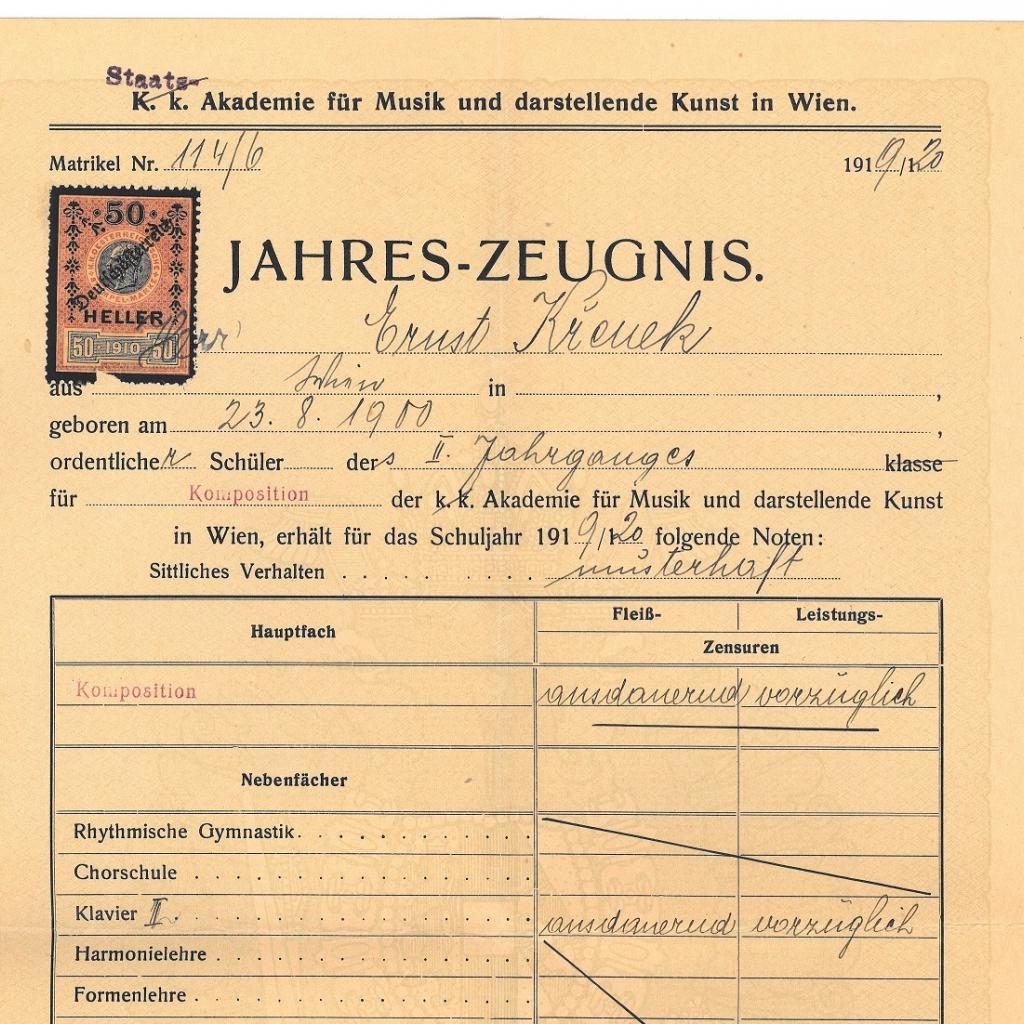 Staats-
K. k. Akademie für Musik und darstellende Kunst in Wien.
Matrikel Nr. 114/6 1919/20
50
Deutschösterreich
HELLER
50 1910 50
JAHRES-ZEUGNIS.
Herr Ernst Křenek
aus Wien in ,
geboren am 23. 8. 1900 ,
ordentlicher Schüler des II. Jahrganges klasse
für Komposition der k. k. Akademie für Musik und darstellende Kunst
in Wien, erhält für das Schuljahr 1919/20 folgende Noten:
Sittliches Verhalten . . . . . . . . . . musterhaft
Hauptfach Fleiß- Leistungs-
Zensuren
Komposition ausdauernd vorzüglich
Nebenfächer
Rhythmische Gymnastik
Chorschule
Klavier II. ausdauernd vorzüglich
Harmonielehre
Formenlehre